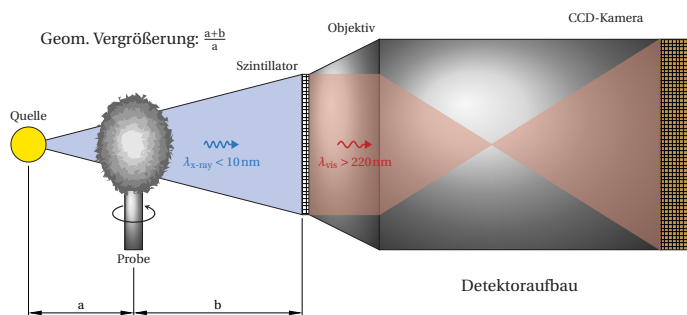 CCD-Kamera
Geom. Vergrößerung: a+b/a
Objektiv
Szintillator
Quelle
λx-ray < 10 nm
λvis > 220 nm
Probe
Detektoraufbau
a
b